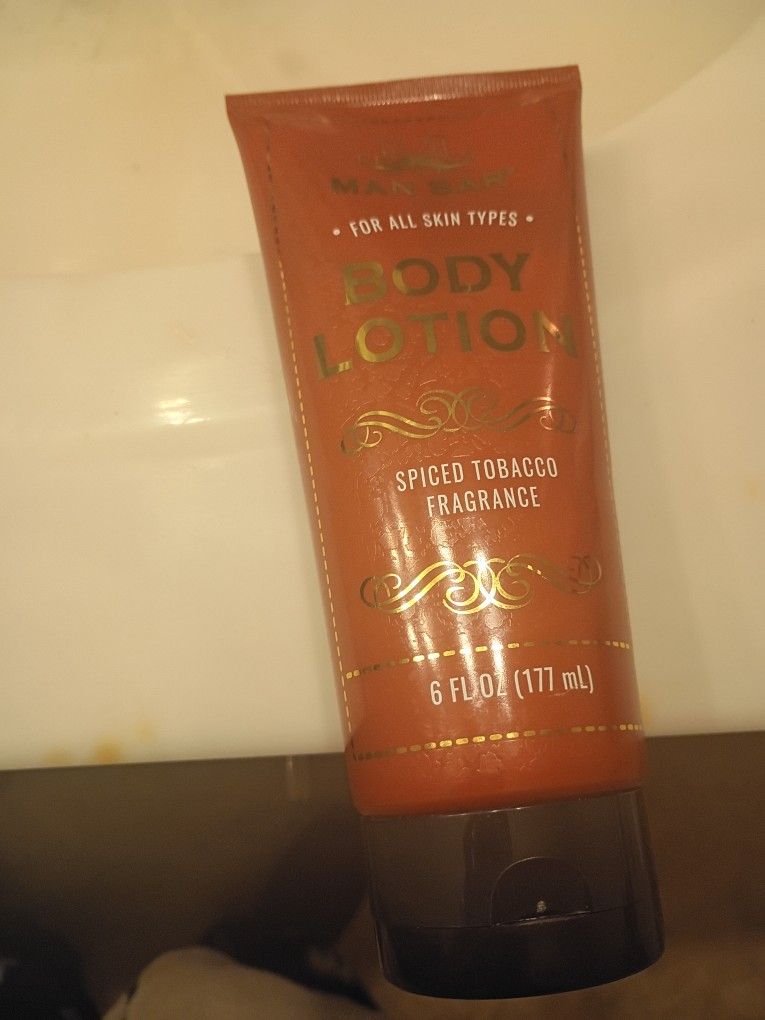 MAN BAR
• FOR ALL SKIN TYPES •
BODY
LOTION
SPICED TOBACCO
FRAGRANCE
6 FL OZ (177 mL)